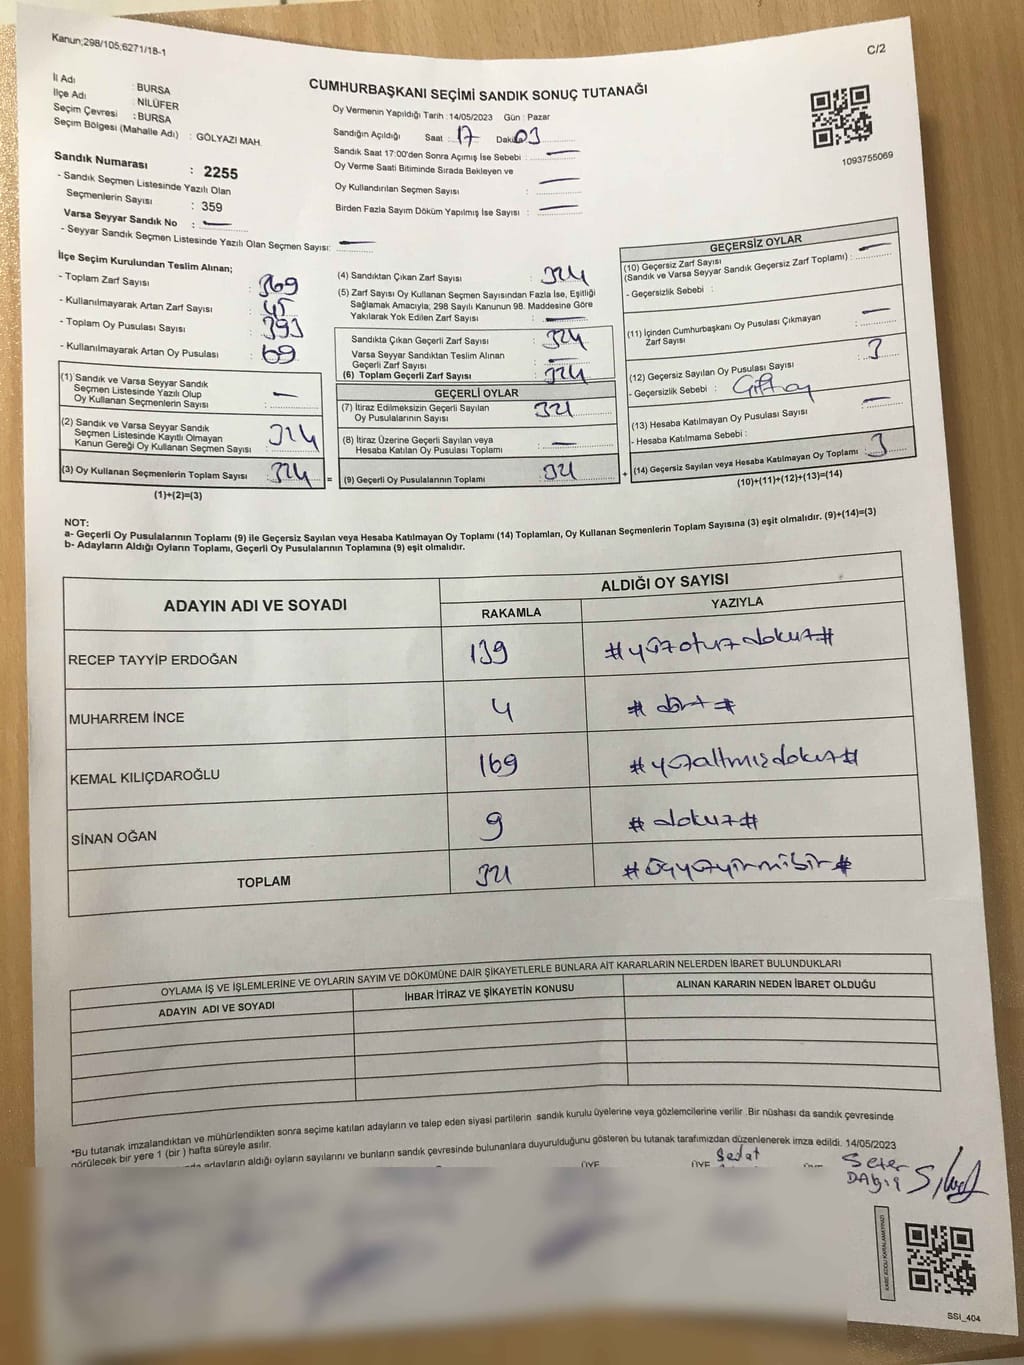 Kanun;298/105;6271/18-1
C/2
İl Adı : BURSA
İlçe Adı : NİLÜFER
Seçim Çevresi : BURSA
Seçim Bölgesi (Mahalle Adı) : GÖLYAZI MAH.
CUMHURBAŞKANI SEÇİMİ SANDIK SONUÇ TUTANAĞI
Oy Vermenin Yapıldığı Tarih : 14/05/2023 Gün : Pazar
Sandığın Açıldığı Saat : 17 Dakika 03
Sandık Saat 17:00'den Sonra Açımış İse Sebebi : —
Oy Verme Saati Bitiminde Sırada Bekleyen ve
Oy Kullandırılan Seçmen Sayısı : —
Birden Fazla Sayım Döküm Yapılmış İse Sayısı : —
1093755069
Sandık Numarası : 2255
- Sandık Seçmen Listesinde Yazılı Olan
Seçmenlerin Sayısı : 359
Varsa Seyyar Sandık No : —
- Seyyar Sandık Seçmen Listesinde Yazılı Olan Seçmen Sayısı: —
İlçe Seçim Kurulundan Teslim Alınan;
- Toplam Zarf Sayısı : 369
- Kullanılmayarak Artan Zarf Sayısı : 45
- Toplam Oy Pusulası Sayısı : 393
- Kullanılmayarak Artan Oy Pusulası : 69
(1) Sandık ve Varsa Seyyar Sandık
Seçmen Listesinde Yazılı Olup
Oy Kullanan Seçmenlerin Sayısı : —
(2) Sandık ve Varsa Seyyar Sandık
Seçmen Listesinde Kayıtlı Olmayan
Kanun Gereği Oy Kullanan Seçmen Sayısı : 324
(3) Oy Kullanan Seçmenlerin Toplam Sayısı : 324
(1)+(2)=(3)
(4) Sandıktan Çıkan Zarf Sayısı : 324
(5) Zarf Sayısı Oy Kullanan Seçmen Sayısından Fazla İse, Eşitliği
Sağlamak Amacıyla; 298 Sayılı Kanunun 98. Maddesine Göre
Yakılarak Yok Edilen Zarf Sayısı : —
Sandıkta Çıkan Geçerli Zarf Sayısı : 324
Varsa Seyyar Sandıktan Teslim Alınan
Geçerli Zarf Sayısı : —
(6) Toplam Geçerli Zarf Sayısı : 324
GEÇERLİ OYLAR
(7) İtiraz Edilmeksizin Geçerli Sayılan
Oy Pusulalarının Sayısı : 321
(8) İtiraz Üzerine Geçerli Sayılan veya
Hesaba Katılan Oy Pusulası Toplamı : —
= (9) Geçerli Oy Pusulalarının Toplamı : 321
GEÇERSİZ OYLAR
(10) Geçersiz Zarf Sayısı
(Sandık ve Varsa Seyyar Sandık Geçersiz Zarf Toplamı) : —
- Geçersizlik Sebebi :
(11) İçinden Cumhurbaşkanı Oy Pusulası Çıkmayan
Zarf Sayısı : —
(12) Geçersiz Sayılan Oy Pusulası Sayısı : 3
- Geçersizlik Sebebi : Çift oy
(13) Hesaba Katılmayan Oy Pusulası Sayısı : —
- Hesaba Katılmama Sebebi :
+ (14) Geçersiz Sayılan veya Hesaba Katılmayan Oy Toplamı : 3
(10)+(11)+(12)+(13)=(14)
NOT:
a- Geçerli Oy Pusulalarının Toplamı (9) ile Geçersiz Sayılan veya Hesaba Katılmayan Oy Toplamı (14) Toplamları, Oy Kullanan Seçmenlerin Toplam Sayısına (3) eşit olmalıdır. (9)+(14)=(3)
b- Adayların Aldığı Oyların Toplamı, Geçerli Oy Pusulalarının Toplamına (9) eşit olmalıdır.
ADAYIN ADI VE SOYADI
ALDIĞI OY SAYISI
RAKAMLA YAZIYLA
RECEP TAYYİP ERDOĞAN 139 #yüzotuzdokuz#
MUHARREM İNCE 4 #dört#
KEMAL KILIÇDAROĞLU 169 #yüzaltmışdokuz#
SİNAN OĞAN 9 #dokuz#
TOPLAM 321 #üçyüzyirmibir#
OYLAMA İŞ VE İŞLEMLERİNE VE OYLARIN SAYIM VE DÖKÜMÜNE DAİR ŞİKAYETLERLE BUNLARA AİT KARARLARIN NELERDEN İBARET BULUNDUKLARI
ADAYIN ADI VE SOYADI
İHBAR İTİRAZ VE ŞİKAYETİN KONUSU
ALINAN KARARIN NEDEN İBARET OLDUĞU
*Bu tutanak imzalandıktan ve mühürlendikten sonra seçime katılan adayların ve talep eden siyasi partilerin sandık kurulu üyelerine veya gözlemcilerine verilir. Bir nüshası da sandık çevresinde
görülecek bir yere 1 (bir) hafta süreyle asılır.
adayların aldığı oyların sayılarını ve bunların sandık çevresinde bulunanlara duyurulduğunu gösteren bu tutanak tarafımızdan düzenlenerek imza edildi. 14/05/2023
ÜYE ÜYE
Sedat
Seher
SSI_404